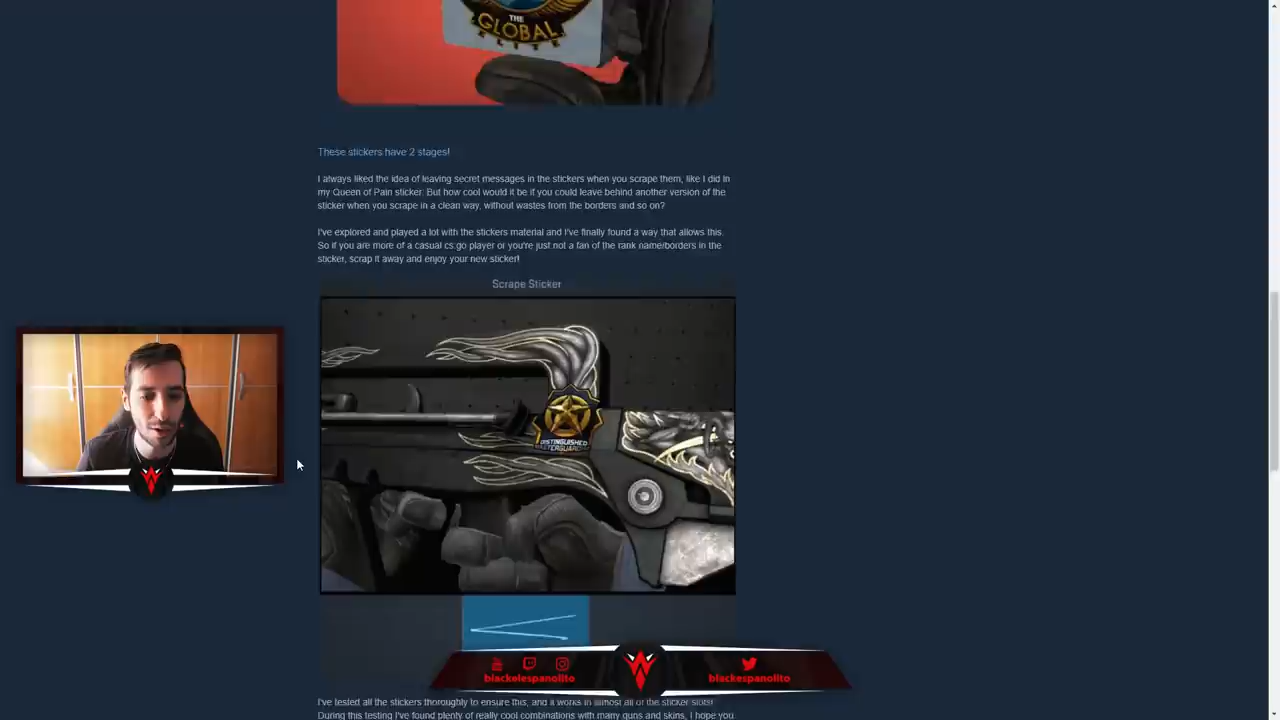 THE
GLOBAL
ELITE
These stickers have 2 stages!
I always liked the idea of leaving secret messages in the stickers when you scrape them, like I did in
my Queen of Pain sticker. But how cool would it be if you could leave behind another version of the
sticker when you scrape in a clean way, without wastes from the borders and so on?
I've explored and played a lot with the stickers material and I've finally found a way that allows this.
So if you are more of a casual cs:go player or you're just not a fan of the rank name/borders in the
sticker, scrap it away and enjoy your new sticker!
Scrape Sticker
DISTINGUISHED
blackelespanolito
blackespanolito
I've tested all the stickers thoroughly to ensure this, and it works in almost all of the sticker slots!
During this testing I've found plenty of really cool combinations with many guns and skins, I hope you